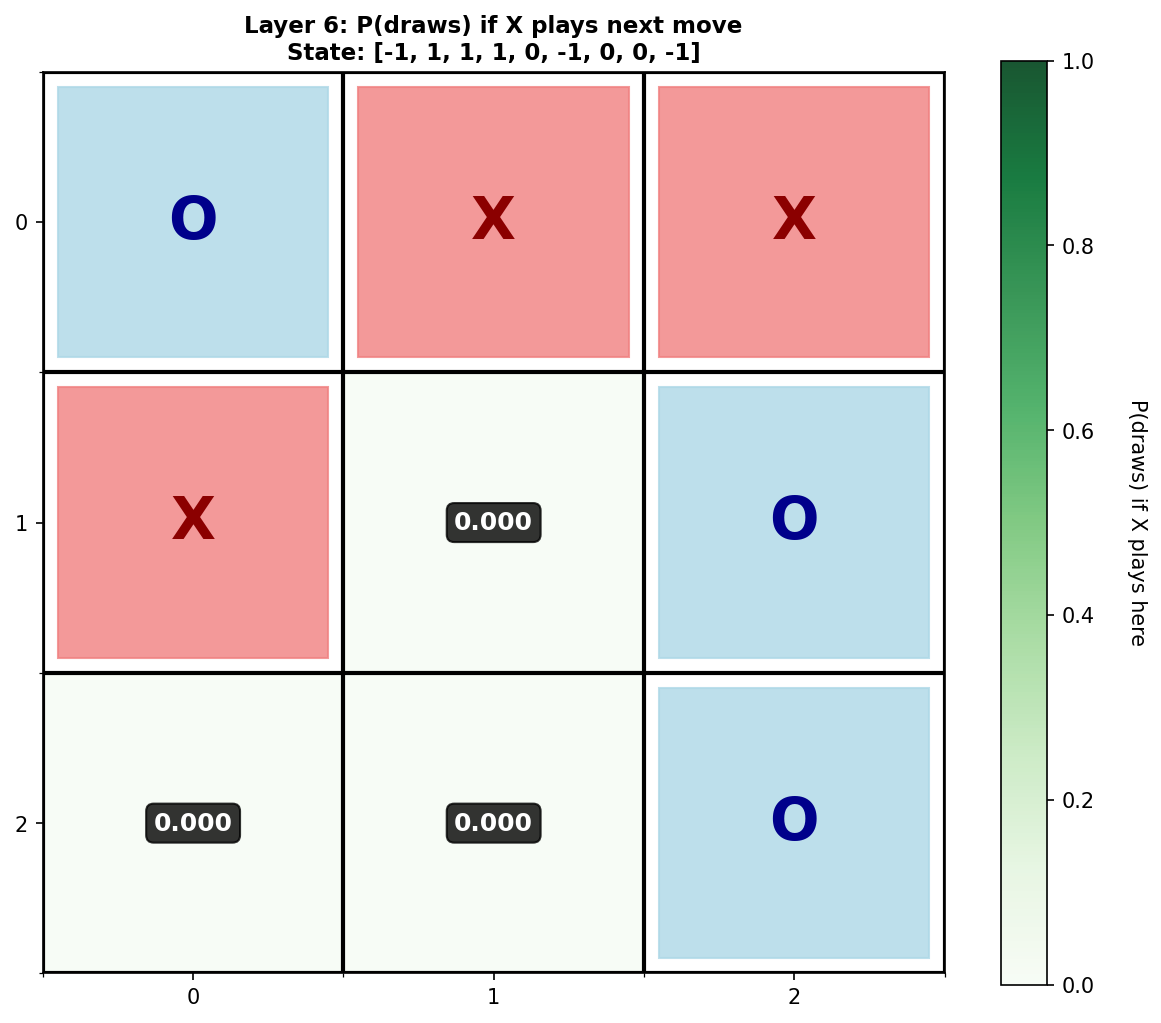 Layer 6: P(draws) if X plays next move
State: [-1, 1, 1, 1, 0, -1, 0, 0, -1]
O
X
X
X
0.000
O
0.000
0.000
O
0
1
2
0
1
2
1.0
0.8
0.6
0.4
0.2
0.0
P(draws) if X plays here